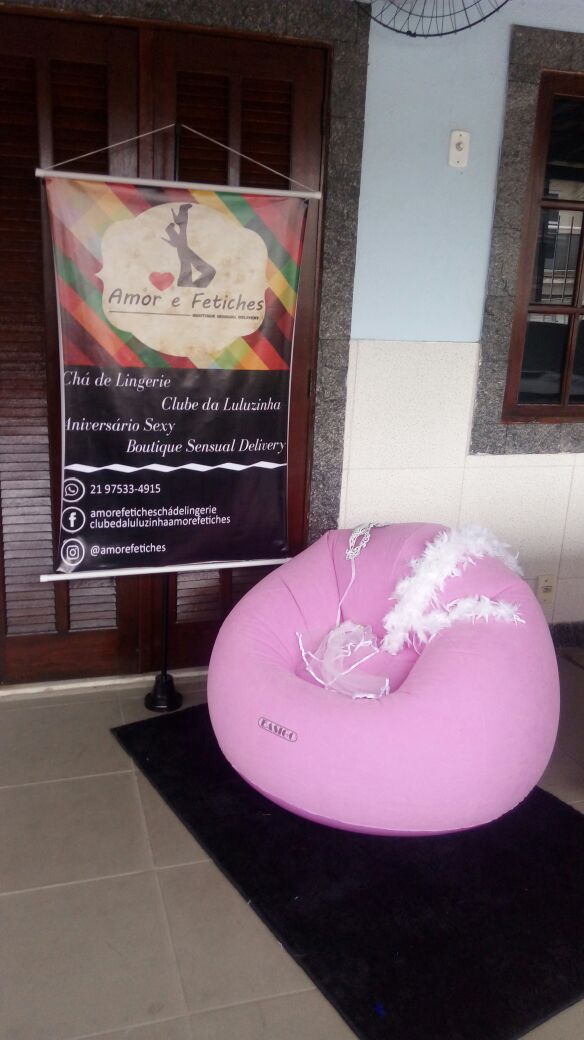 Amor e Fetiches
BOUTIQUE SENSUAL DELIVERY
Chá de Lingerie
Clube da Luluzinha
Aniversário Sexy
Boutique Sensual Delivery
21 97533-4915
amorefeticheschádelingerie
clubedaluluzinhaamorefetiches
@amorefetiches